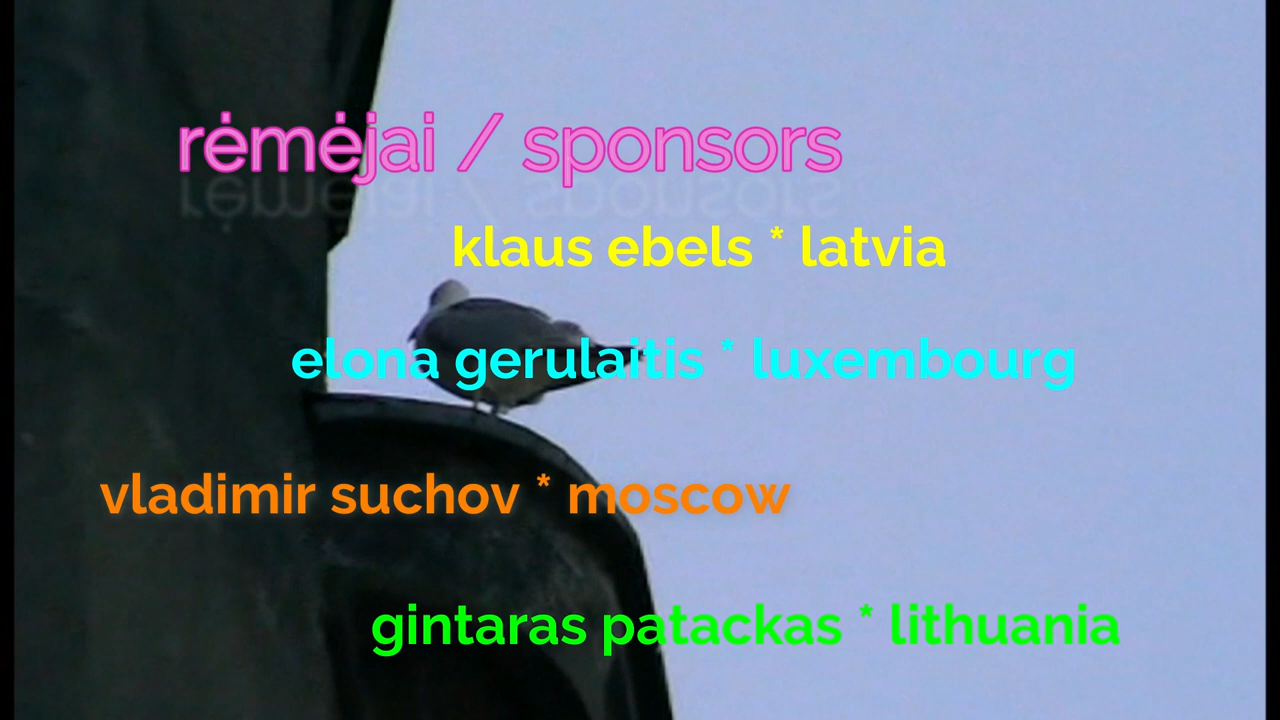 rėmėjai / sponsors
klaus ebels * latvia
elona gerulaitis * luxembourg
vladimir suchov * moscow
gintaras patackas * lithuania